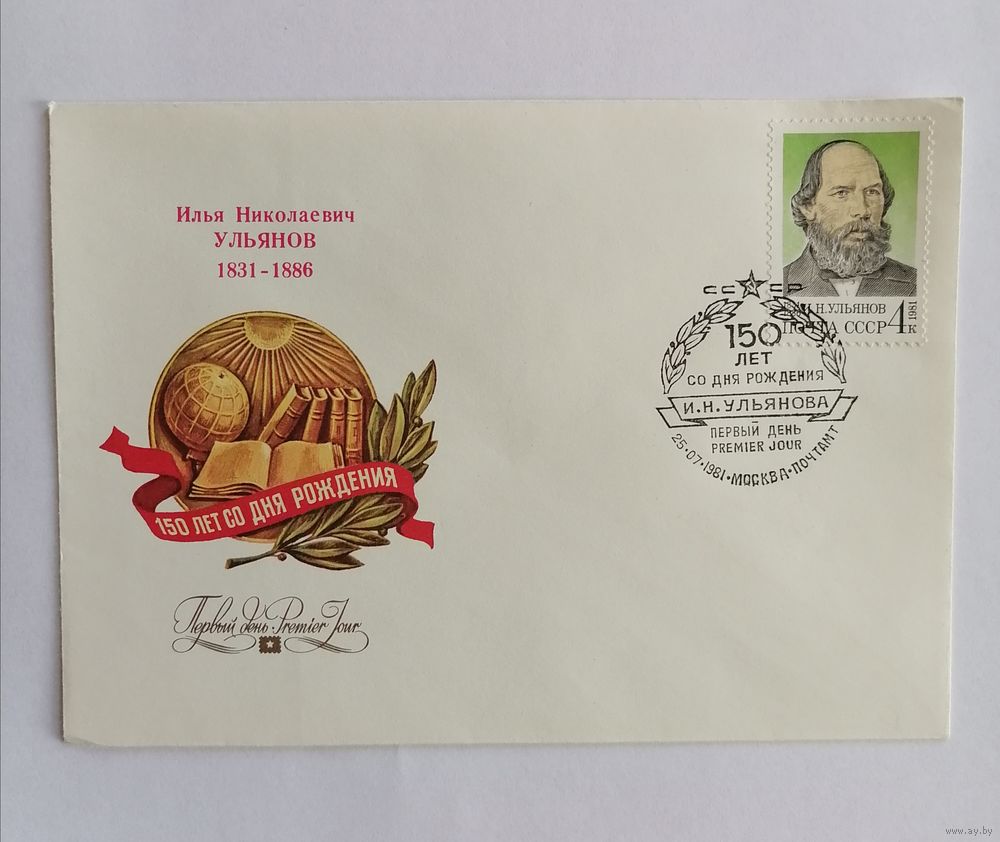 Илья Николаевич
УЛЬЯНОВ
1831-1886
150 ЛЕТ СО ДНЯ РОЖДЕНИЯ
Первый день · Premier Jour
И.Н.УЛЬЯНОВ
ПОЧТА СССР 4к
1981
СССР
150
ЛЕТ
СО ДНЯ РОЖДЕНИЯ
И.Н.УЛЬЯНОВА
ПЕРВЫЙ ДЕНЬ
PREMIER JOUR
25·07·1981·МОСКВА·ПОЧТАМТ
www.ay.by